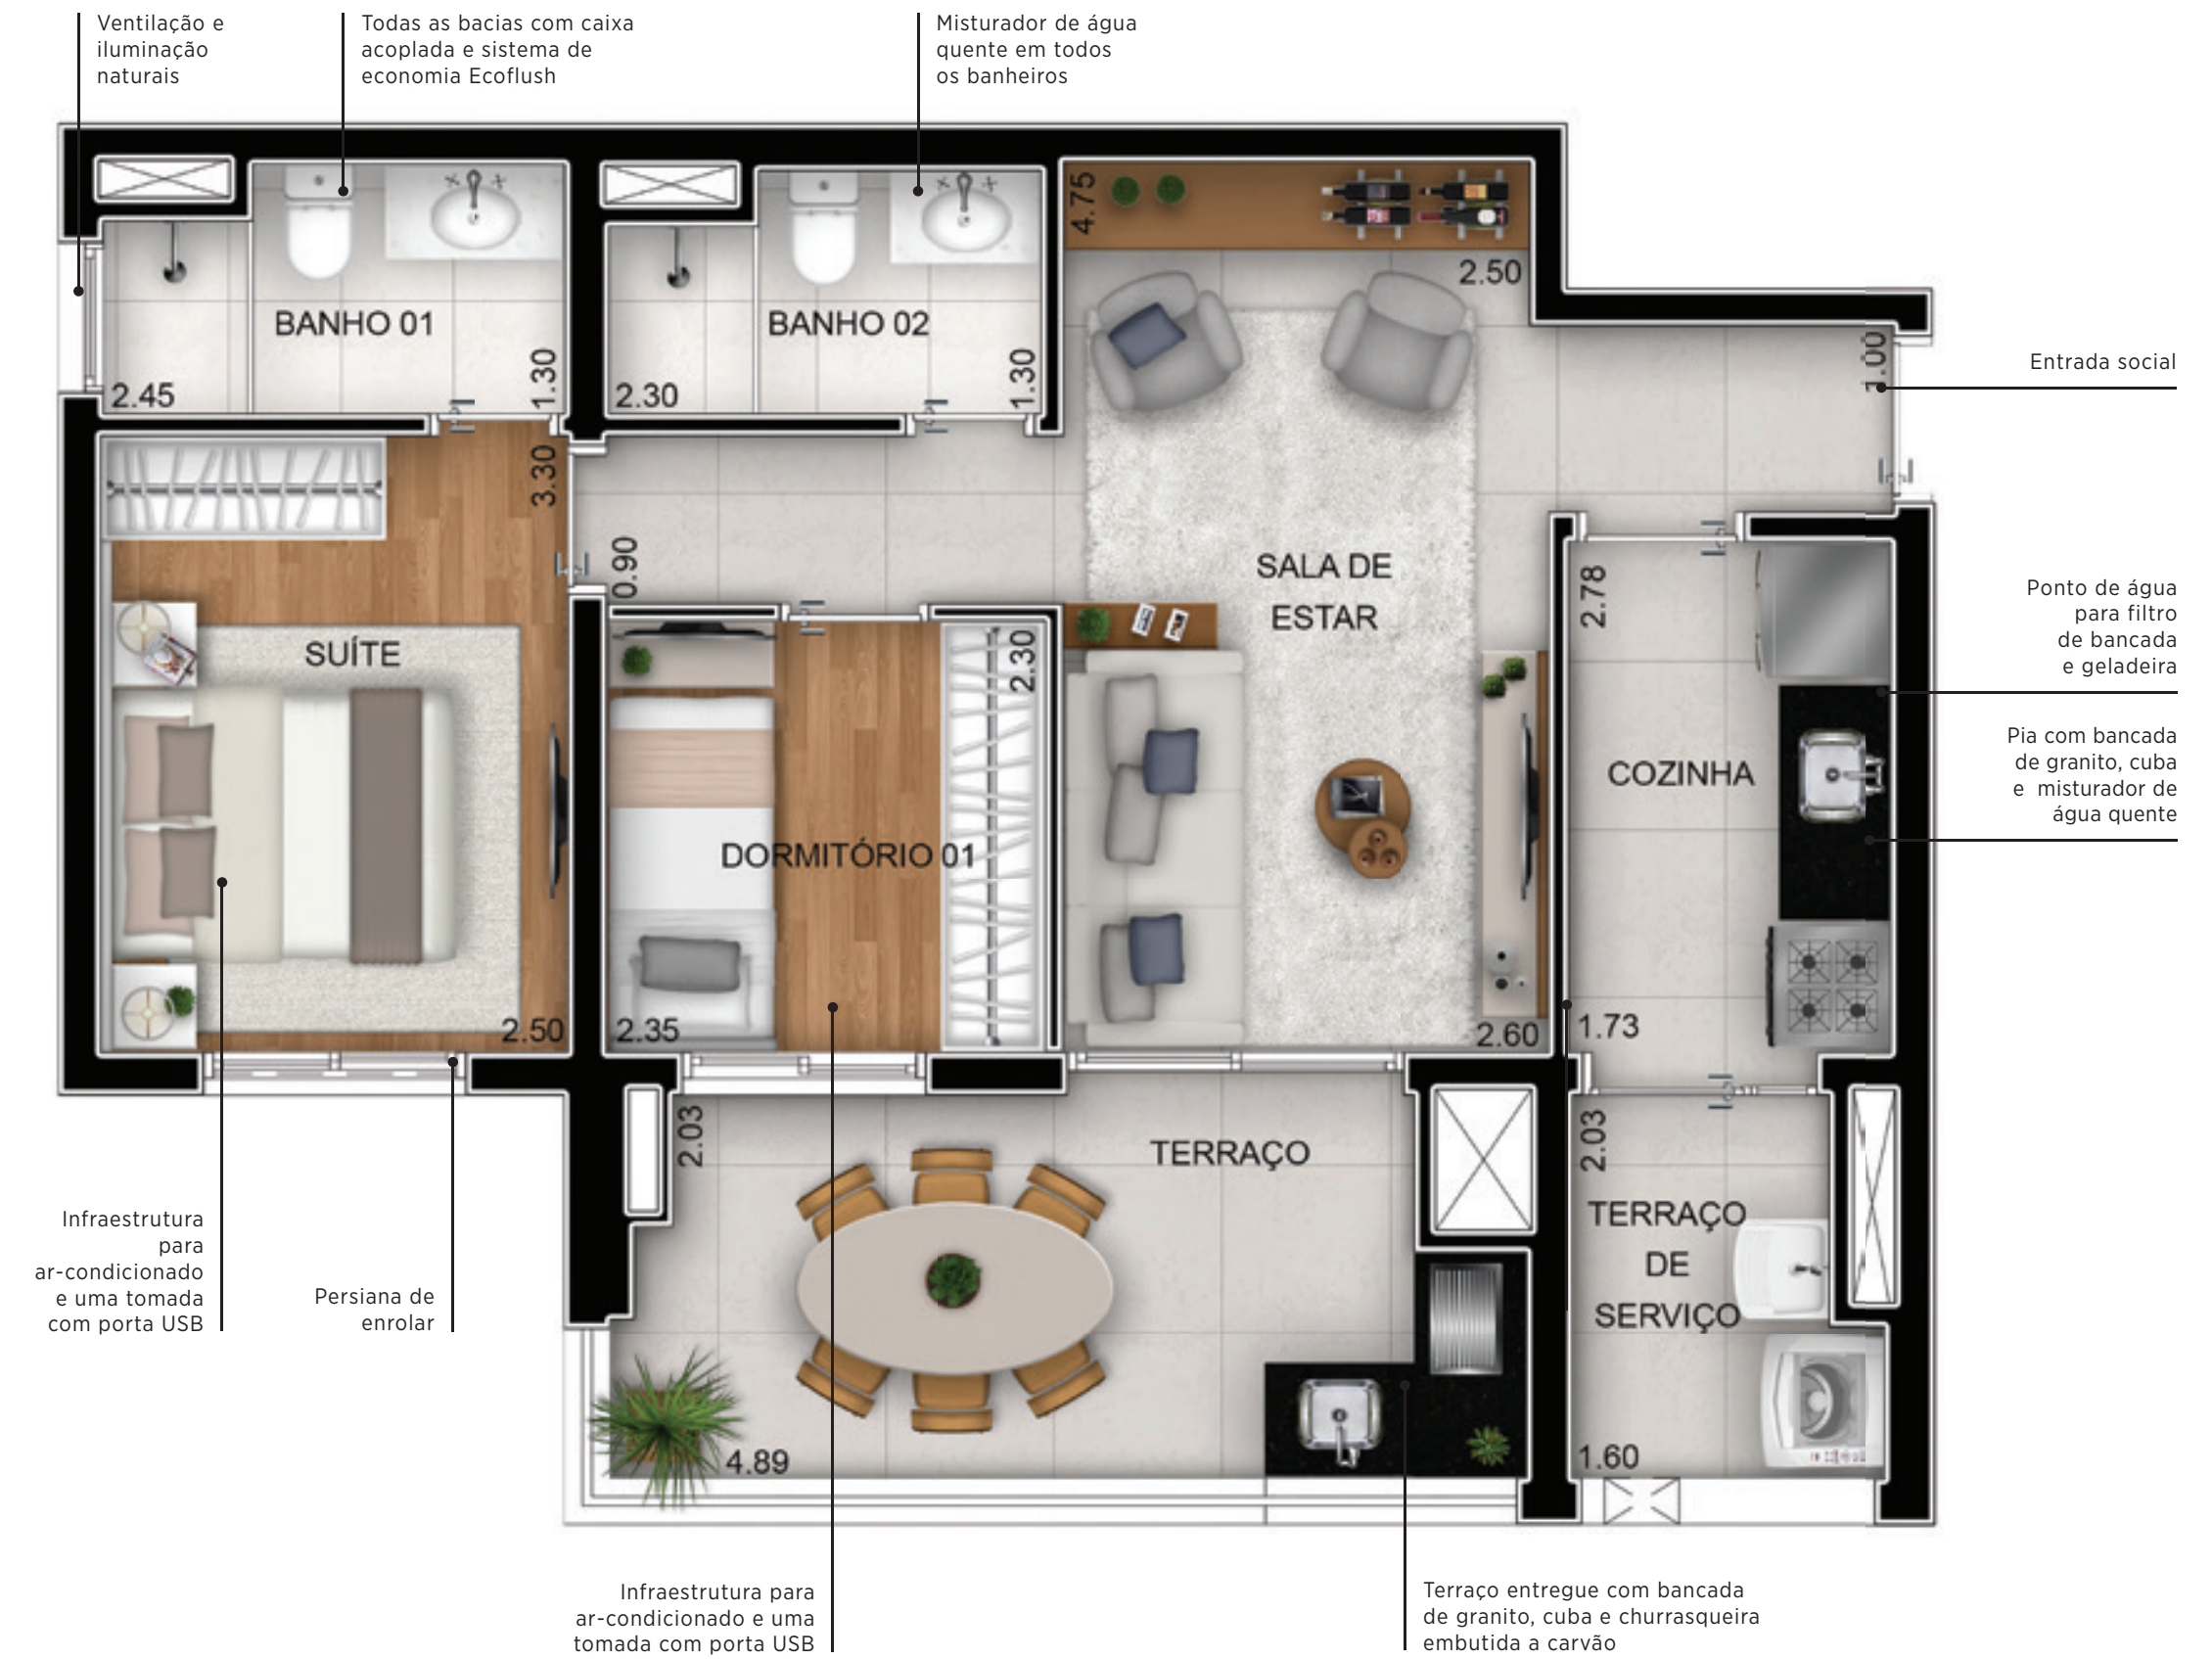 Ventilação e
iluminação
naturais
Todas as bacias com caixa
acoplada e sistema de
economia Ecoflush
Misturador de água
quente em todos
os banheiros
4.75
2.50
BANHO 01
2.45
1.30
BANHO 02
2.30
1.30
1.00
Entrada social
3.30
0.90
SALA DE
ESTAR
2.78
Ponto de água
para filtro
de bancada
e geladeira
SUÍTE
2.30
COZINHA
Pia com bancada
de granito, cuba
e misturador de
água quente
DORMITÓRIO 01
2.50
2.35
2.60
1.73
2.03
TERRAÇO
2.03
TERRAÇO
DE
SERVIÇO
Infraestrutura
para
ar-condicionado
e uma tomada
com porta USB
Persiana de
enrolar
4.89
1.60
Infraestrutura para
ar-condicionado e uma
tomada com porta USB
Terraço entregue com bancada
de granito, cuba e churrasqueira
embutida a carvão